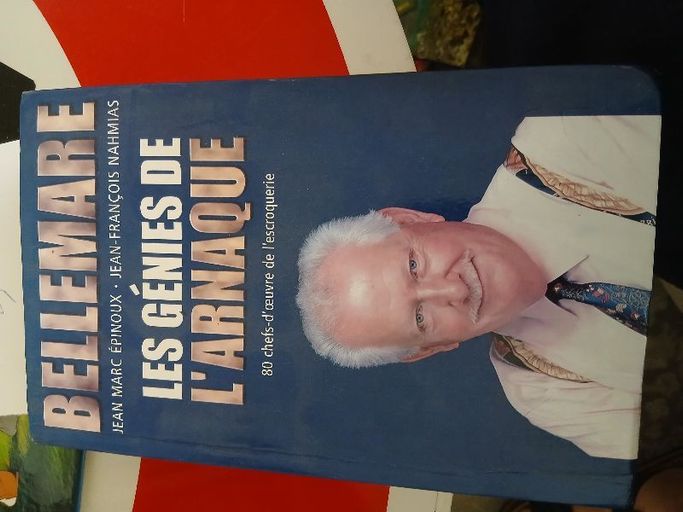 BELLEMARE
JEAN MARC ÉPINOUX · JEAN-FRANÇOIS NAHMIAS
LES GÉNIES DE
L'ARNAQUE
80 chefs-d'œuvre de l'escroquerie